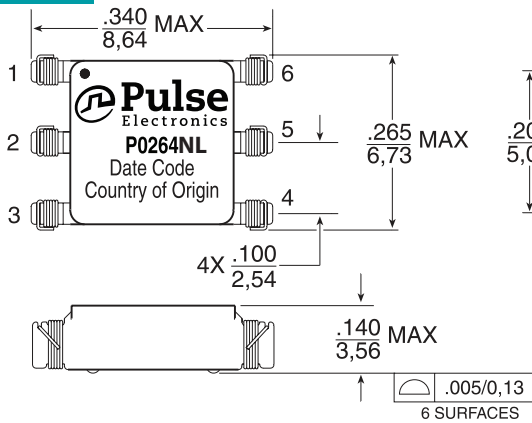 .340
8,64 MAX
1
6
Pulse
Electronics
2
5
P0264NL
.265
6,73 MAX
Date Code
Country of Origin
3
4
4X .100
2,54
.140
3,56 MAX
.005/0,13
6 SURFACES